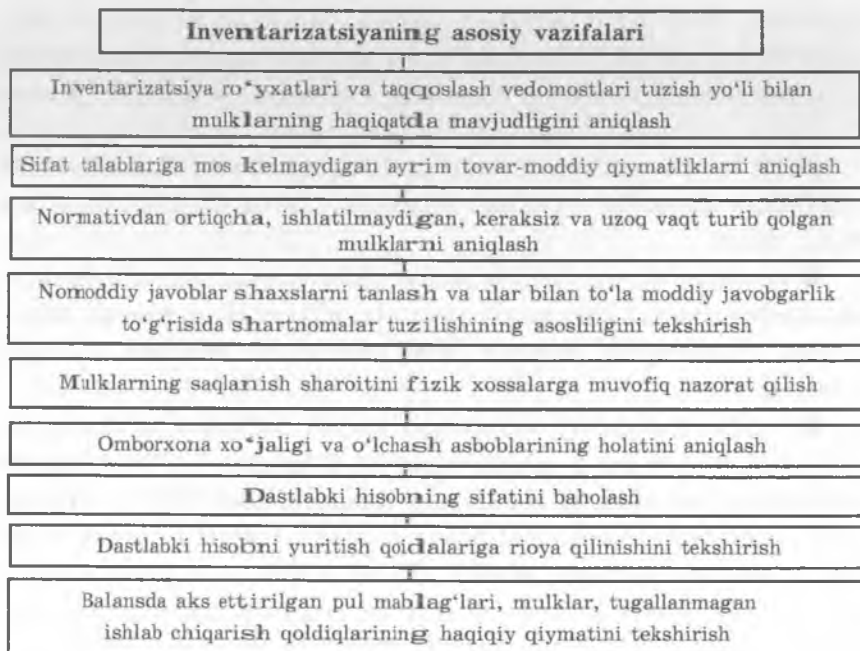 Inventarizatsiyaning asosiy vazifalari
Inventarizatsiya ro‘yxatlari va taqqoslash vedomostlari tuzish yo‘li bilan
mulklarning haqiqatda mavjudligini aniqlash
Sifat talablariga mos kelmaydigan ayrim tovar-moddiy qiymatliklarni aniqlash
Normativdan ortiqcha, ishlatilmaydigan, keraksiz va uzoq vaqt turib qolgan
mulklarni aniqlash
Nomoddiy javoblar shaxslarni tanlash va ular bilan to‘la moddiy javobgarlik
to‘g‘risida shartnomalar tuzilishining asosliligini tekshirish
Mulklarning saqlanish sharoitini fizik xossalarga muvofiq nazorat qilish
Omborxona xo‘jaligi va o‘lchash asboblarining holatini aniqlash
Dastlabki hisobning sifatini baholash
Dastlabki hisobni yuritish qoidalariga rioya qilinishini tekshirish
Balansda aks ettirilgan pul mablag‘lari, mulklar, tugallanmagan
ishlab chiqarish qoldiqlarining haqiqiy qiymatini tekshirish